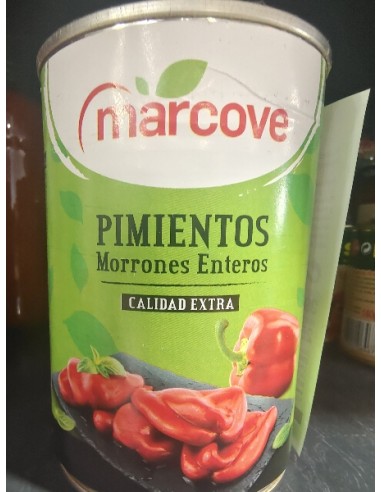 marcove
PIMIENTOS
Morrones Enteros
CALIDAD EXTRA